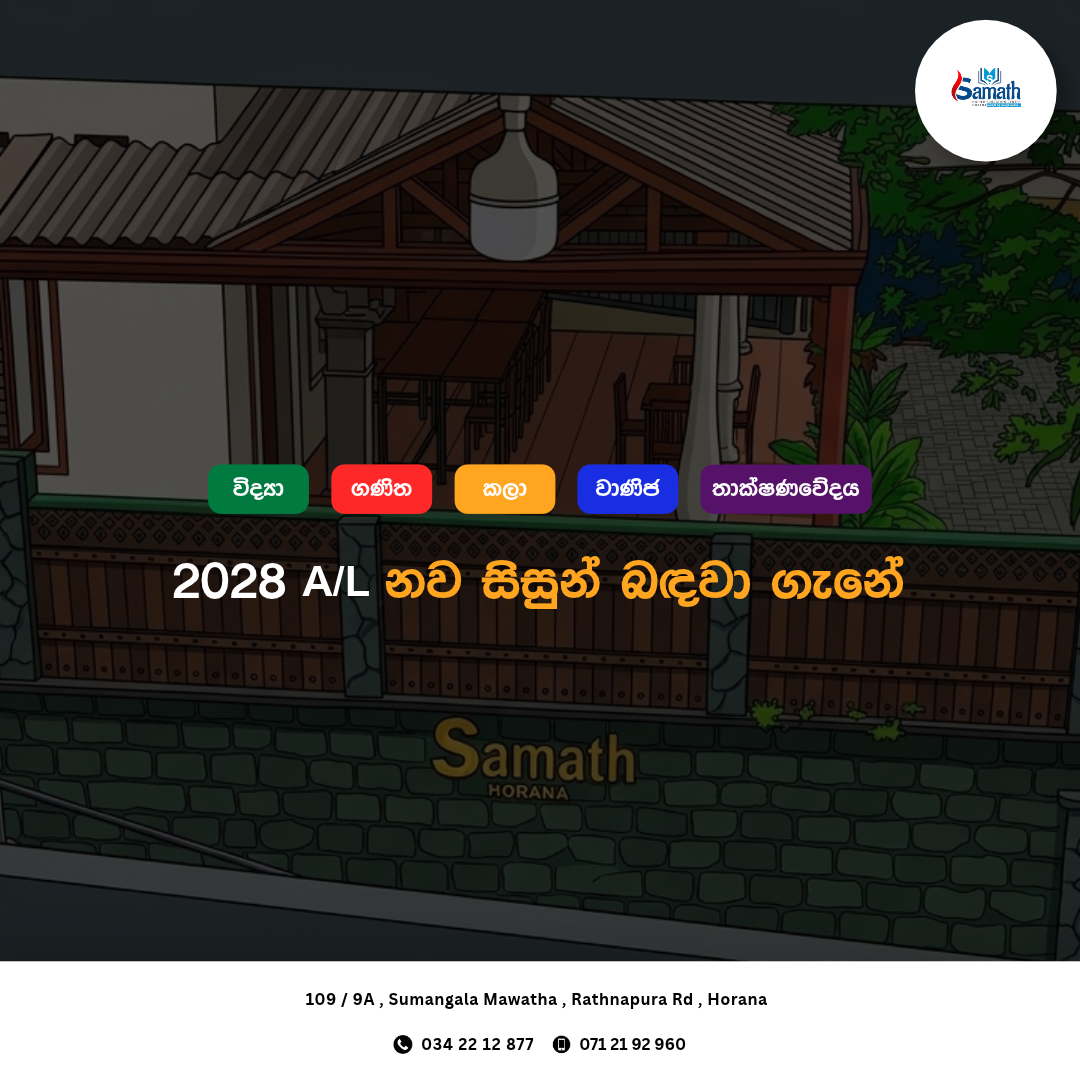 Samath
විද්‍යා
ගණිත
කලා
වාණිජ
තාක්ෂණවේදය
2028 A/L නව සිසුන් බඳවා ගැනේ
Samath
HORANA
109 / 9A , Sumangala Mawatha , Rathnapura Rd , Horana
034 22 12 877 071 21 92 960